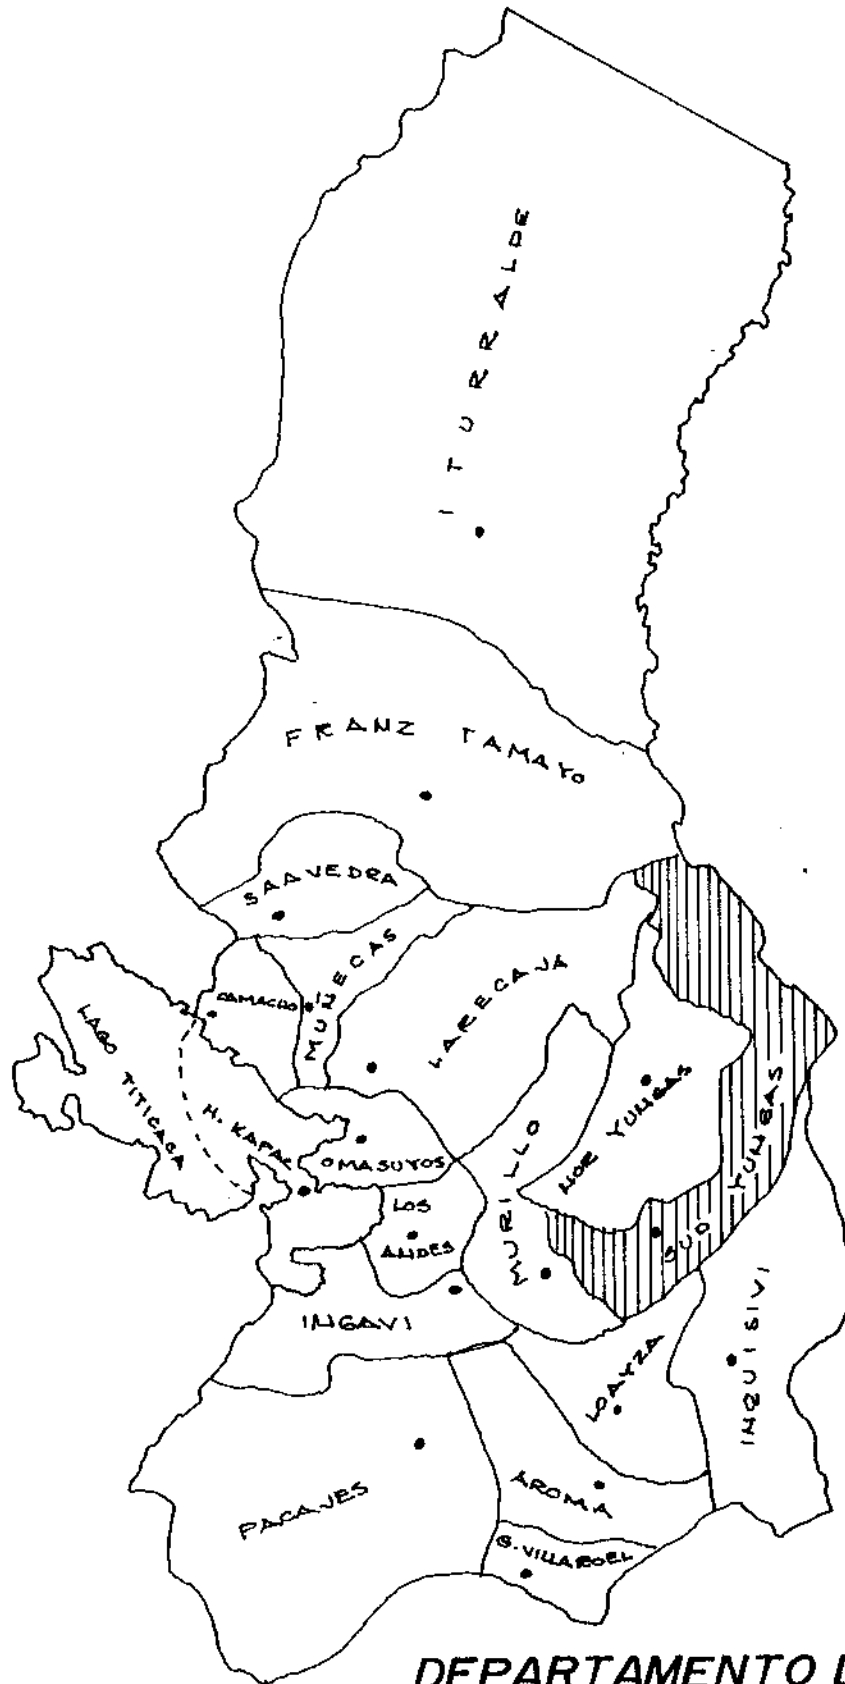 ITURRALDE
FRANZ TAMAYO
SAAVEDRA
MUÑECAS
CAMACHO
12
LARECAJA
LAGO TITICACA
H. KAPAC
OMASUYOS
LOS
ANDES
MURILLO
NOR YUNGAS
SUD YUNGAS
INGAVI
INQUISIVI
LOAYZA
PACAJES
AROMA
G. VILLAROEL
DEPARTAMENTO